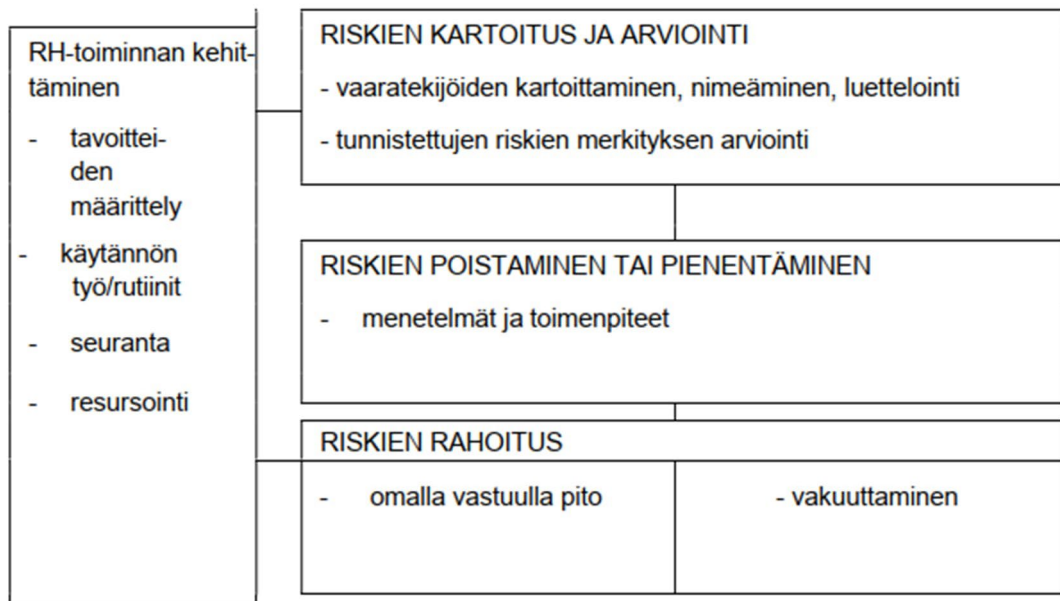 RH-toiminnan kehit-
täminen
- tavoittei-
den
määrittely
- käytännön
työ/rutiinit
- seuranta
- resursointi
RISKIEN KARTOITUS JA ARVIOINTI
- vaaratekijöiden kartoittaminen, nimeäminen, luettelointi
- tunnistettujen riskien merkityksen arviointi
RISKIEN POISTAMINEN TAI PIENENTÄMINEN
- menetelmät ja toimenpiteet
RISKIEN RAHOITUS
- omalla vastuulla pito
- vakuuttaminen